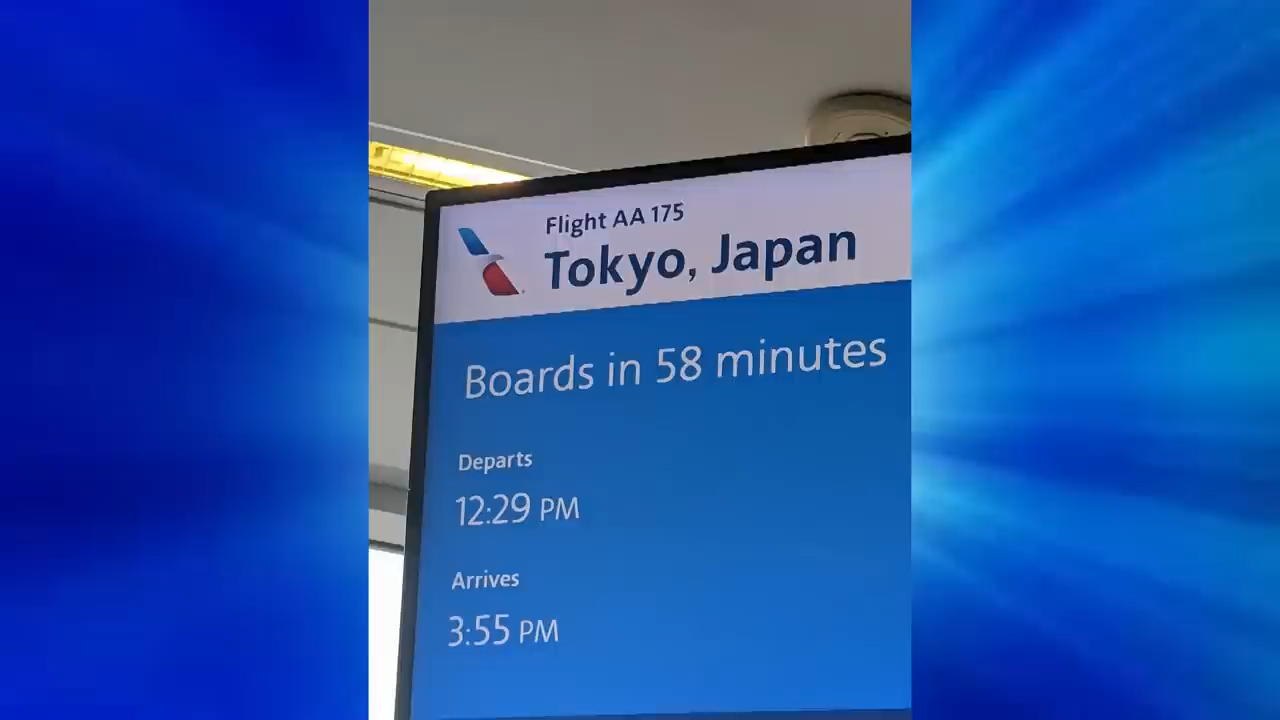 Flight AA 175
Tokyo, Japan
Boards in 58 minutes
Departs
12:29 PM
Arrives
3:55 PM